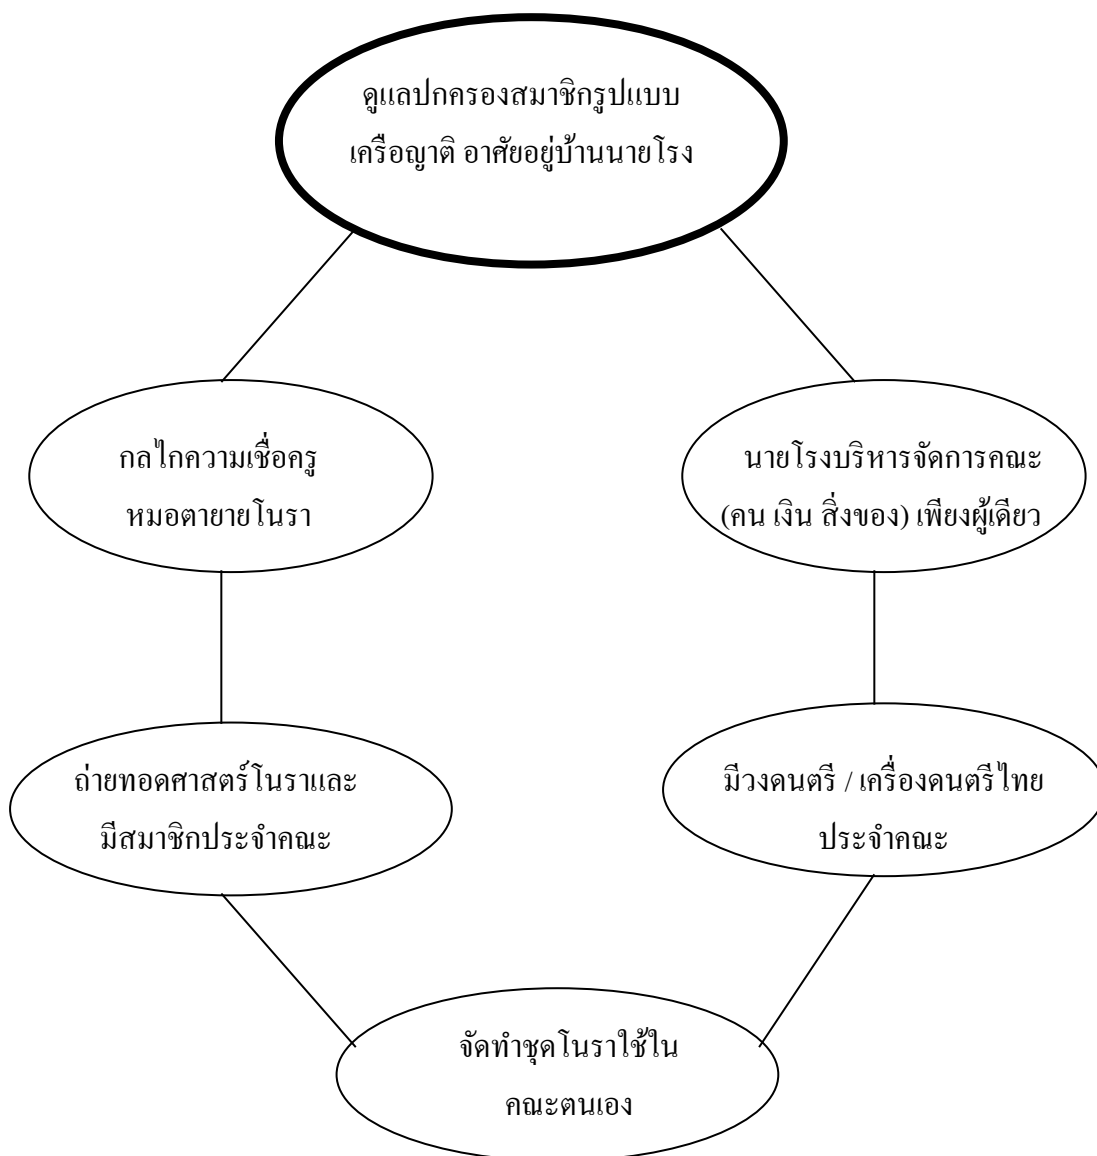 ดูแลปกครองสมาชิกรูปแบบ
เครือญาติ อาศัยอยู่บ้านนายโรง
กลไกความเชื่อครู
หมอตายายโนรา
นายโรงบริหารจัดการคณะ
(คน เงิน สิ่งของ) เพียงผู้เดียว
ถ่ายทอดศาสตร์โนราและ
มีสมาชิกประจำคณะ
มีวงดนตรี / เครื่องดนตรีไทย
ประจำคณะ
จัดทำชุดโนราใช้ใน
คณะตนเอง